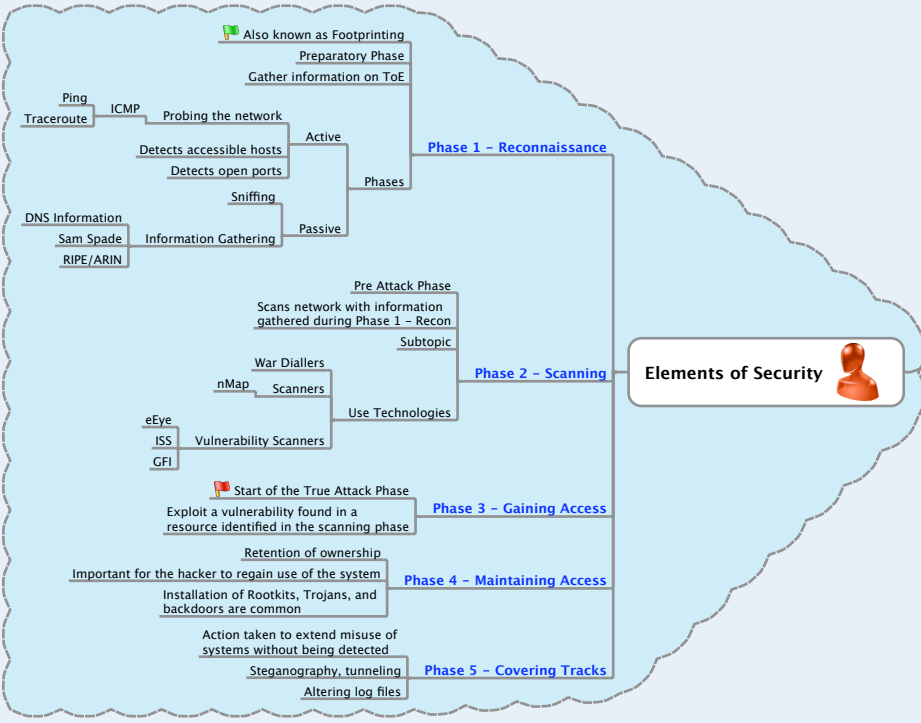 Also known as Footprinting
Preparatory Phase
Gather information on ToE
Ping
Traceroute
ICMP
Probing the network
Detects accessible hosts
Detects open ports
Active
Sniffing
DNS Information
Sam Spade
RIPE/ARIN
Information Gathering
Passive
Phases
Phase 1 – Reconnaissance
Pre Attack Phase
Scans network with information
gathered during Phase 1 – Recon
Subtopic
War Diallers
nMap
Scanners
eEye
ISS
GFI
Vulnerability Scanners
Use Technologies
Phase 2 – Scanning
Elements of Security
Start of the True Attack Phase
Exploit a vulnerability found in a
resource identified in the scanning phase
Phase 3 – Gaining Access
Retention of ownership
Important for the hacker to regain use of the system
Installation of Rootkits, Trojans, and
backdoors are common
Phase 4 – Maintaining Access
Action taken to extend misuse of
systems without being detected
Steganography, tunneling
Altering log files
Phase 5 – Covering Tracks